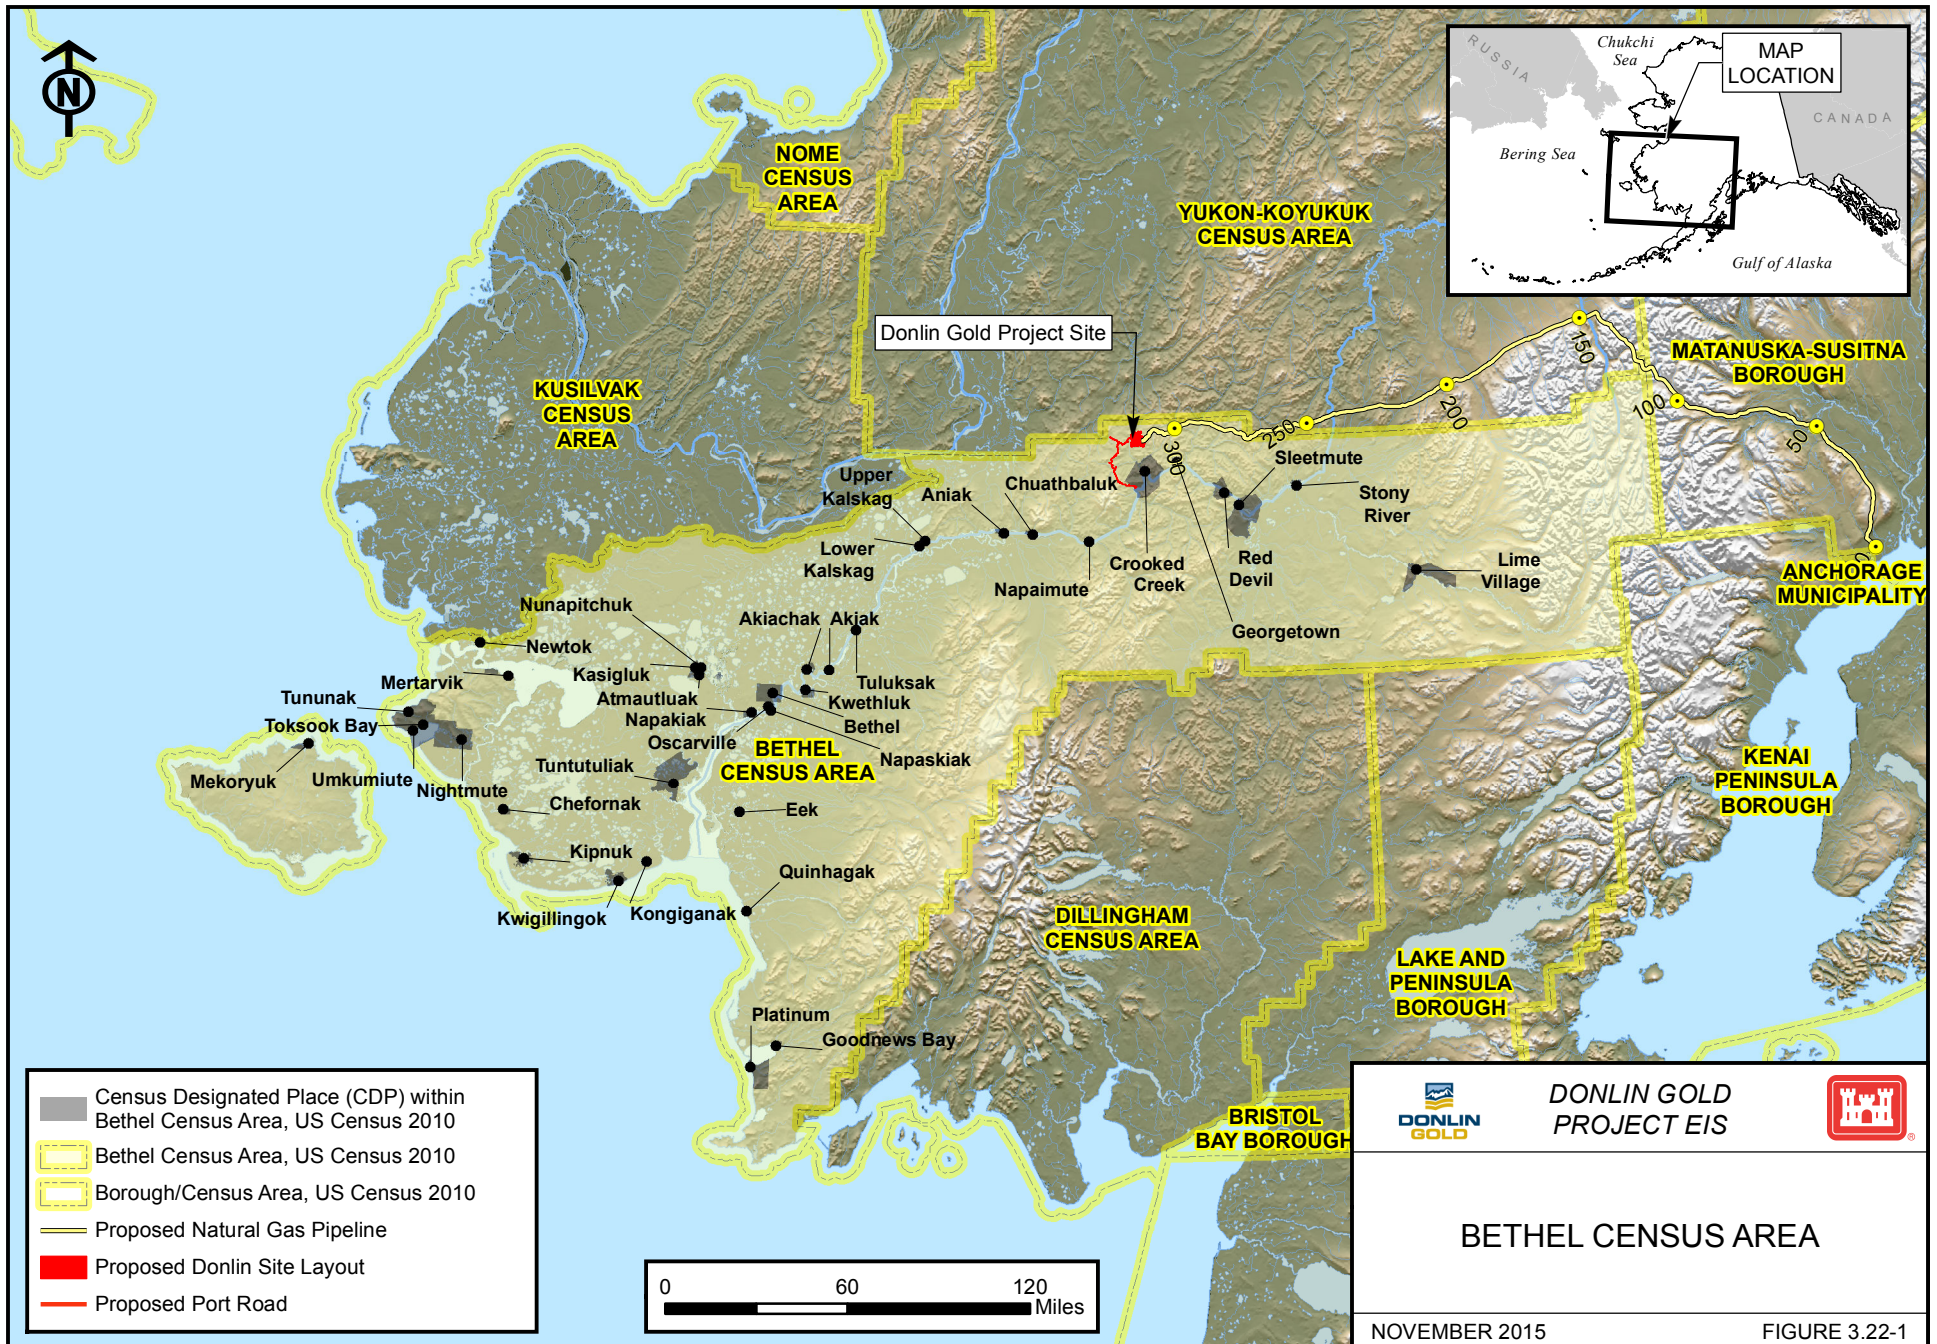 N
RUSSIA
Chukchi
Sea
MAP
LOCATION
CANADA
Bering Sea
Gulf of Alaska
NOME
CENSUS
AREA
YUKON-KOYUKUK
CENSUS AREA
Donlin Gold Project Site
MATANUSKA-SUSITNA
BOROUGH
KUSILVAK
CENSUS
AREA
150
200
100
250
50
300
0
Upper
Kalskag
Aniak
Chuathbaluk
Sleetmute
Stony
River
Lower
Kalskag
Napaimute
Crooked
Creek
Red
Devil
Lime
Village
Georgetown
ANCHORAGE
MUNICIPALITY
Nunapitchuk
Akiachak
Akiak
Newtok
Kasigluk
Mertarvik
Tuluksak
Tununak
Atmautluak
Kwethluk
Toksook Bay
Napakiak
Bethel
Oscarville
BETHEL
CENSUS AREA
Napaskiak
Mekoryuk
Umkumiute
Nightmute
Tuntutuliak
Chefornak
Eek
KENAI
PENINSULA
BOROUGH
Kipnuk
Quinhagak
Kwigillingok
Kongiganak
DILLINGHAM
CENSUS AREA
LAKE AND
PENINSULA
BOROUGH
Platinum
Goodnews Bay
BRISTOL
BAY BOROUGH
Census Designated Place (CDP) within
Bethel Census Area, US Census 2010
Bethel Census Area, US Census 2010
Borough/Census Area, US Census 2010
Proposed Natural Gas Pipeline
Proposed Donlin Site Layout
Proposed Port Road
0 60 120
Miles
DONLIN
GOLD
DONLIN GOLD
PROJECT EIS
®
BETHEL CENSUS AREA
NOVEMBER 2015
FIGURE 3.22-1